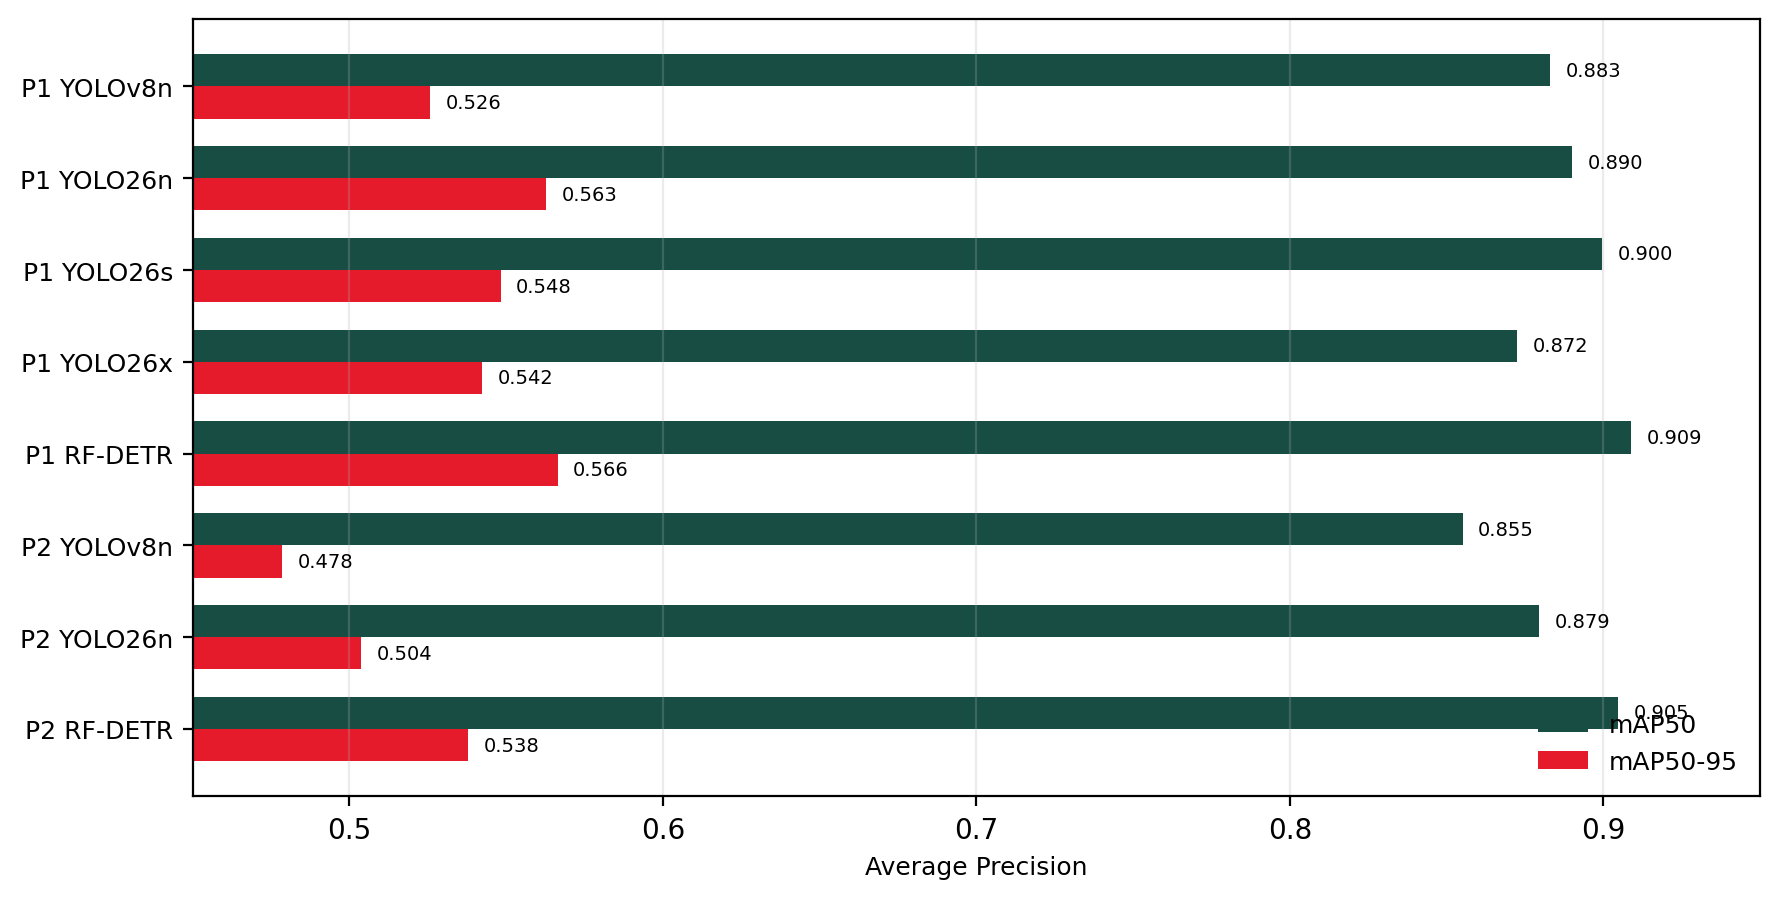 P1 YOLOv8n
0.883
0.526
P1 YOLO26n
0.890
0.563
P1 YOLO26s
0.900
0.548
P1 YOLO26x
0.872
0.542
P1 RF-DETR
0.909
0.566
P2 YOLOv8n
0.855
0.478
P2 YOLO26n
0.879
0.504
P2 RF-DETR
0.905
0.538
mAP50
mAP50-95
0.5 0.6 0.7 0.8 0.9
Average Precision